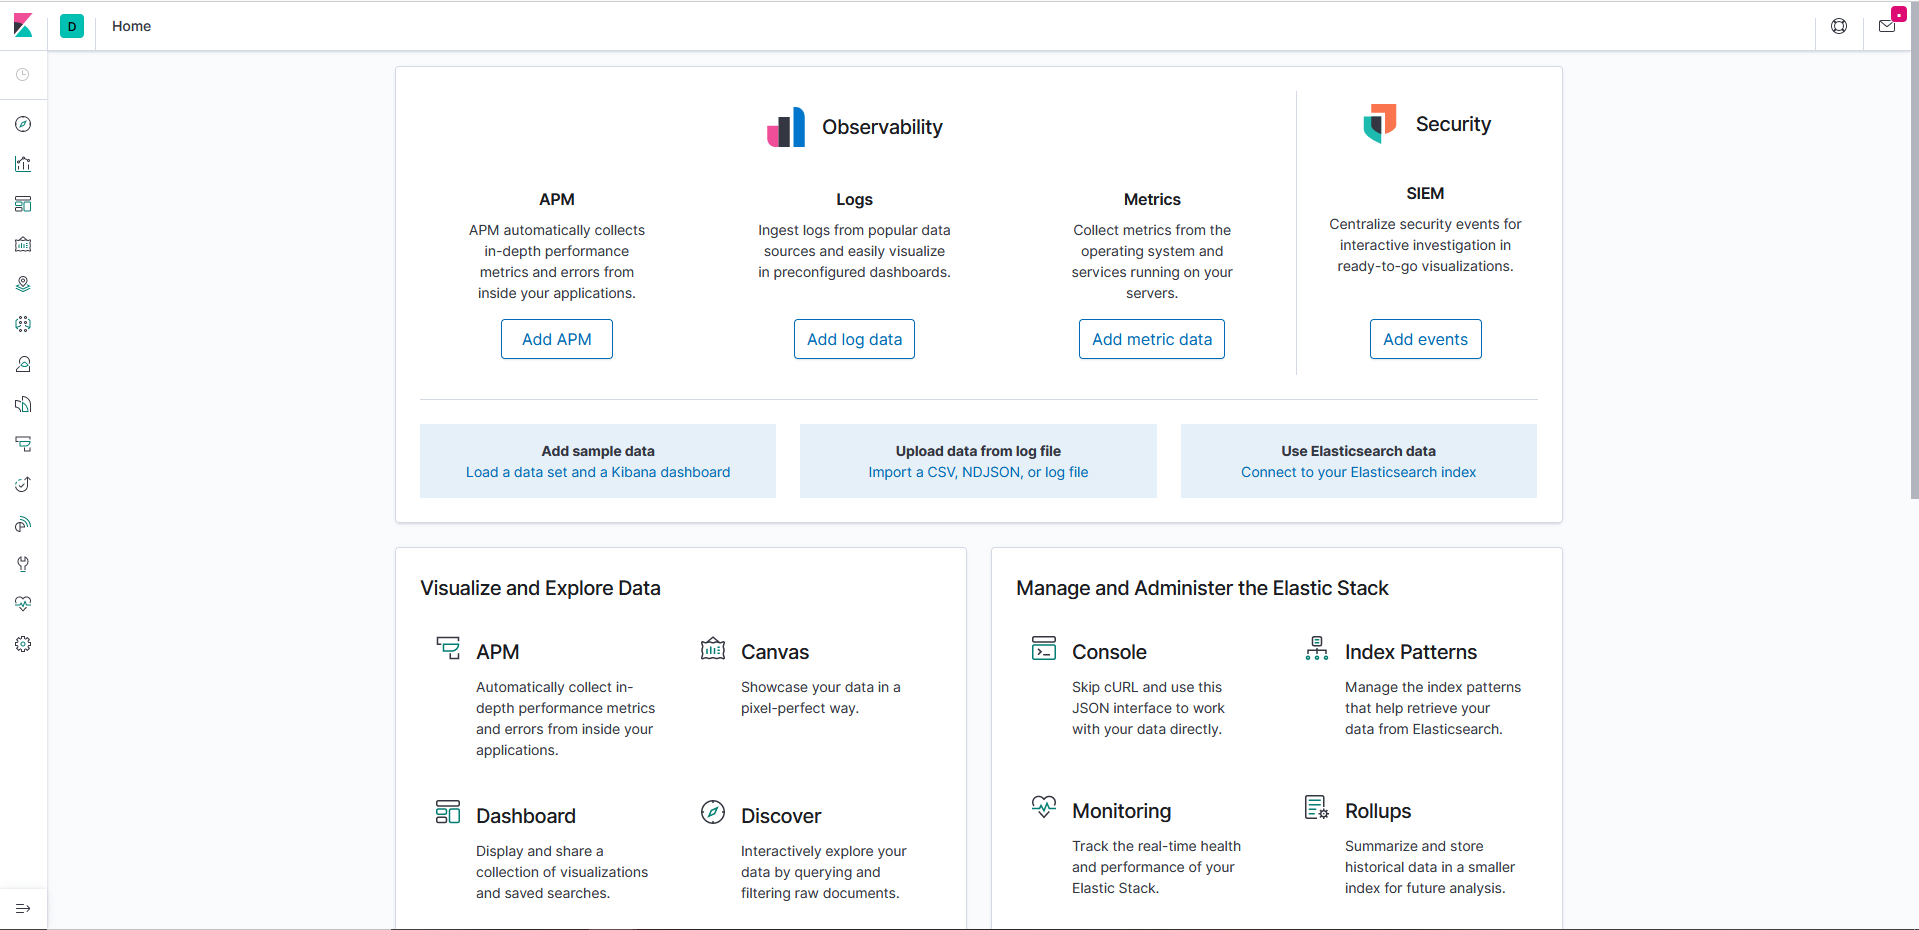 D
Home
Observability
Security
APM
APM automatically collects
in-depth performance
metrics and errors from
inside your applications.
Add APM
Logs
Ingest logs from popular data
sources and easily visualize
in preconfigured dashboards.
Add log data
Metrics
Collect metrics from the
operating system and
services running on your
servers.
Add metric data
SIEM
Centralize security events for
interactive investigation in
ready-to-go visualizations.
Add events
Add sample data
Load a data set and a Kibana dashboard
Upload data from log file
Import a CSV, NDJSON, or log file
Use Elasticsearch data
Connect to your Elasticsearch index
Visualize and Explore Data
APM
Automatically collect in-
depth performance metrics
and errors from inside your
applications.
Canvas
Showcase your data in a
pixel-perfect way.
Dashboard
Display and share a
collection of visualizations
and saved searches.
Discover
Interactively explore your
data by querying and
filtering raw documents.
Manage and Administer the Elastic Stack
Console
Skip cURL and use this
JSON interface to work
with your data directly.
Index Patterns
Manage the index patterns
that help retrieve your
data from Elasticsearch.
Monitoring
Track the real-time health
and performance of your
Elastic Stack.
Rollups
Summarize and store
historical data in a smaller
index for future analysis.